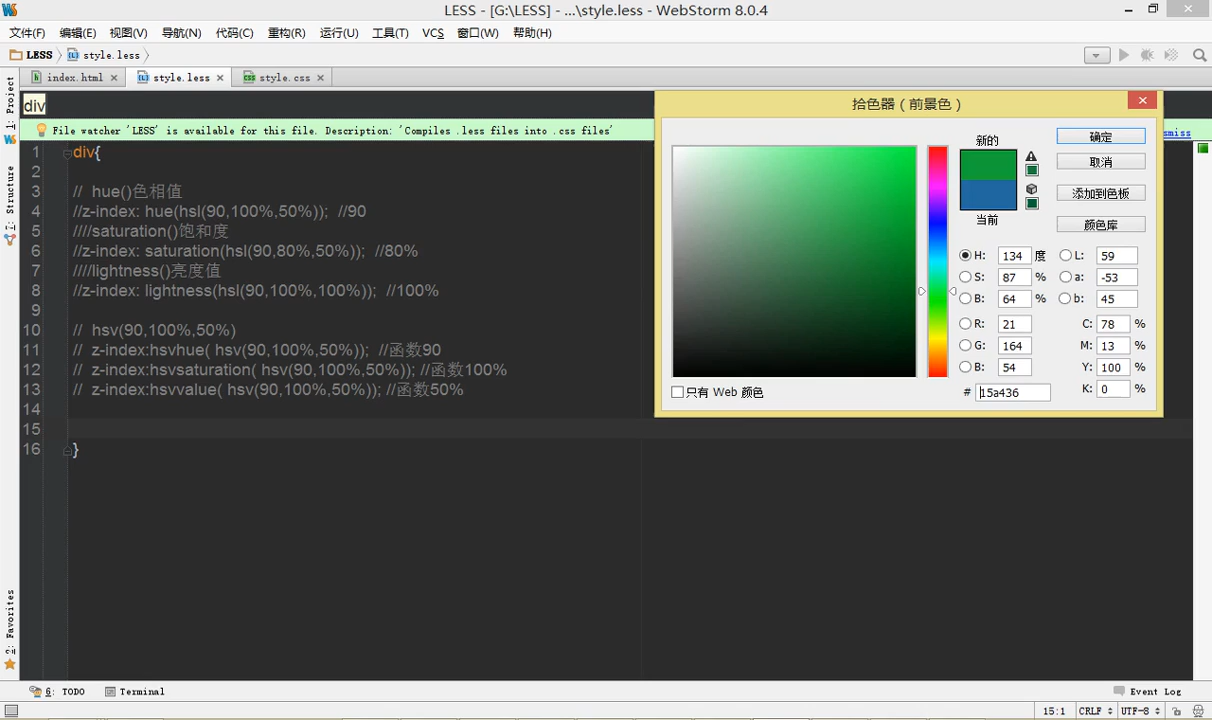 LESS - [G:\LESS] - ...\style.less - WebStorm 8.0.4
文件(F) 编辑(E) 视图(V) 导航(N) 代码(C) 重构(R) 运行(U) 工具(T) VCS 窗口(W) 帮助(H)
LESS style.less
index.html style.less style.css
1: Project
div
File watcher 'LESS' is available for this file. Description: 'Compiles .less files into .css files'
smiss
1 div{
2
3 // hue()色相值
4 //z-index: hue(hsl(90,100%,50%)); //90
5 ////saturation()饱和度
6 //z-index: saturation(hsl(90,80%,50%)); //80%
7 ////lightness()亮度值
8 //z-index: lightness(hsl(90,100%,100%)); //100%
9
10 // hsv(90,100%,50%)
11 // z-index:hsvhue( hsv(90,100%,50%)); //函数90
12 // z-index:hsvsaturation( hsv(90,100%,50%)); //函数100%
13 // z-index:hsvvalue( hsv(90,100%,50%)); //函数50%
14
15
16 }
Z: Structure
2: Favorites
拾色器（前景色）
新的
当前
确定
取消
添加到色板
颜色库
H: 134 度 L: 59
S: 87 % a: -53
B: 64 % b: 45
R: 21 C: 78 %
G: 164 M: 13 %
B: 54 Y: 100 %
# 15a436 K: 0 %
只有 Web 颜色
6: TODO Terminal Event Log
15:1 CRLF UTF-8